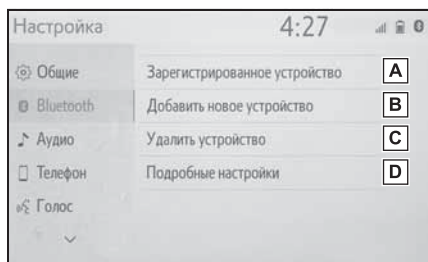 Настройка 4:27
Общие
Bluetooth
Аудио
Телефон
Голос
Зарегистрированное устройство A
Добавить новое устройство B
Удалить устройство C
Подробные настройки D